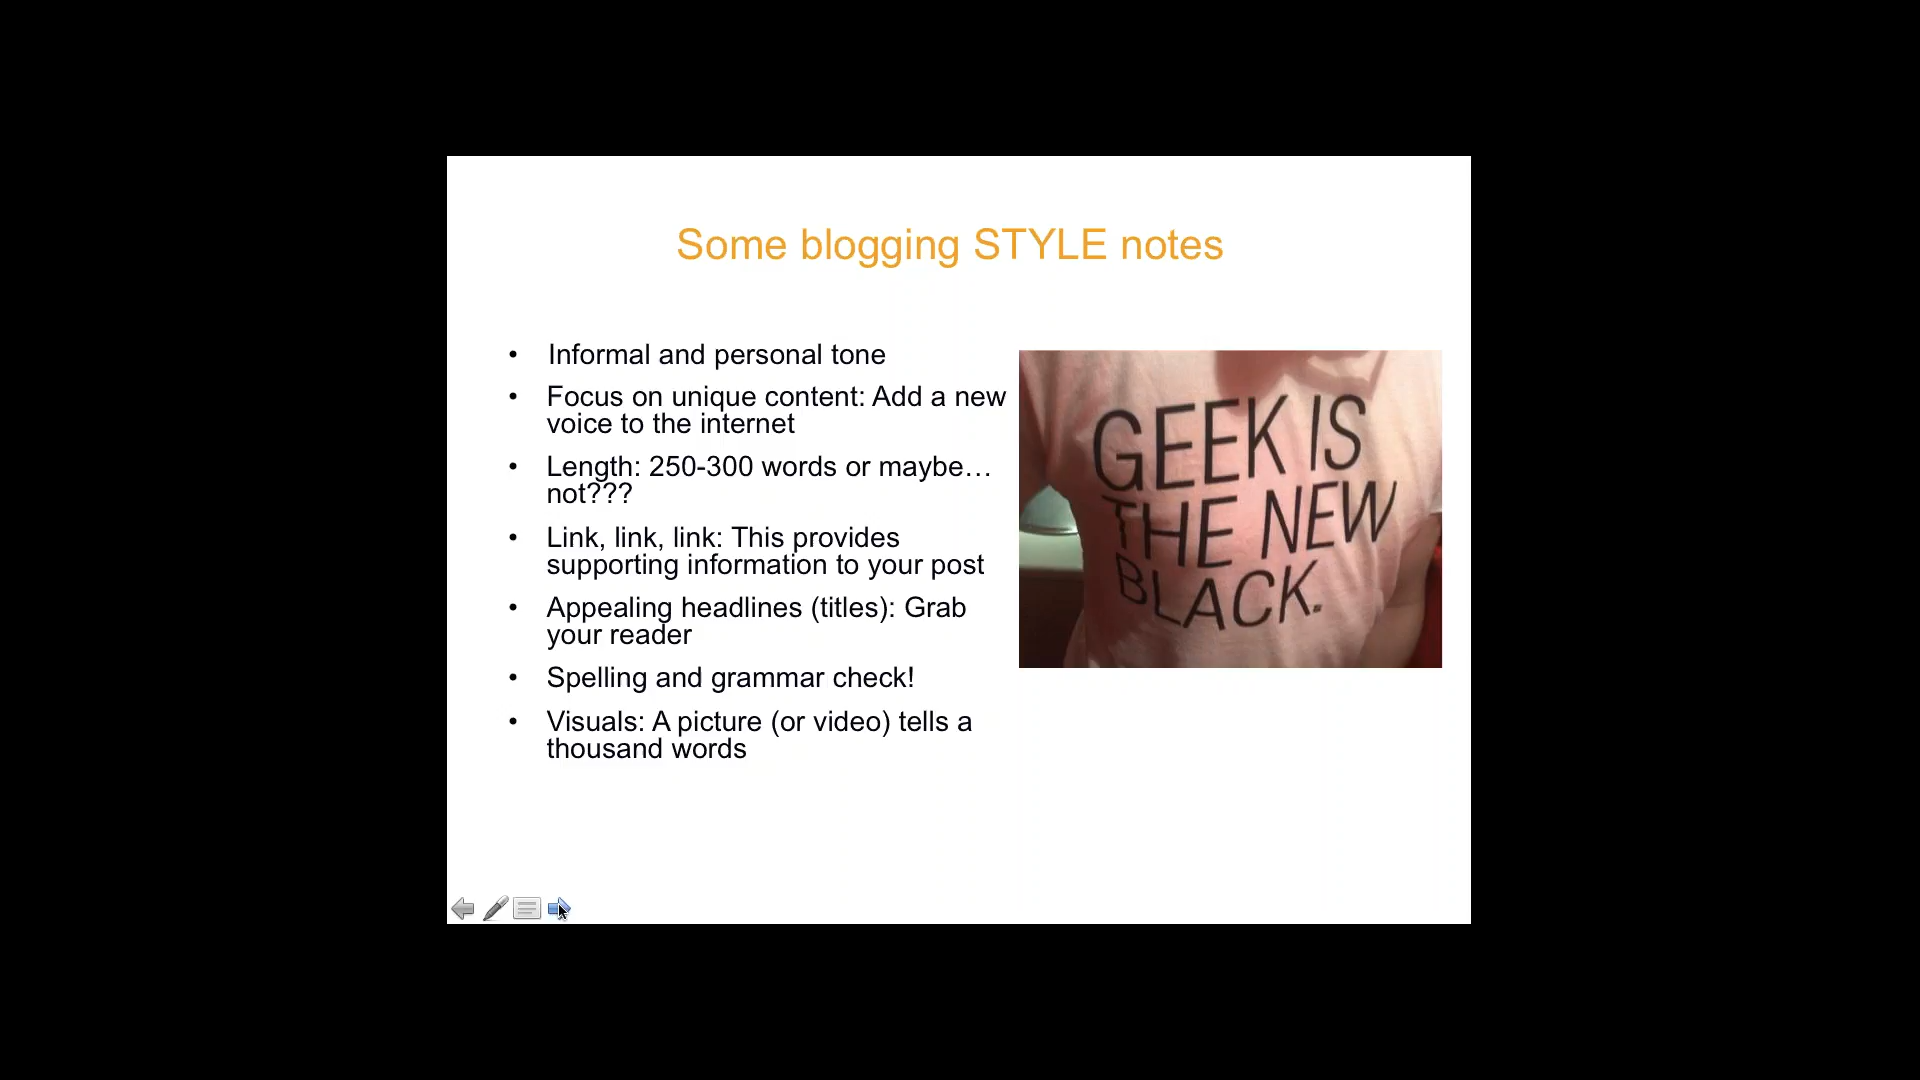 Some blogging STYLE notes
• Informal and personal tone
• Focus on unique content: Add a new
voice to the internet
• Length: 250-300 words or maybe…
not???
• Link, link, link: This provides
supporting information to your post
• Appealing headlines (titles): Grab
your reader
• Spelling and grammar check!
• Visuals: A picture (or video) tells a
thousand words
GEEK IS
THE NEW
BLACK.